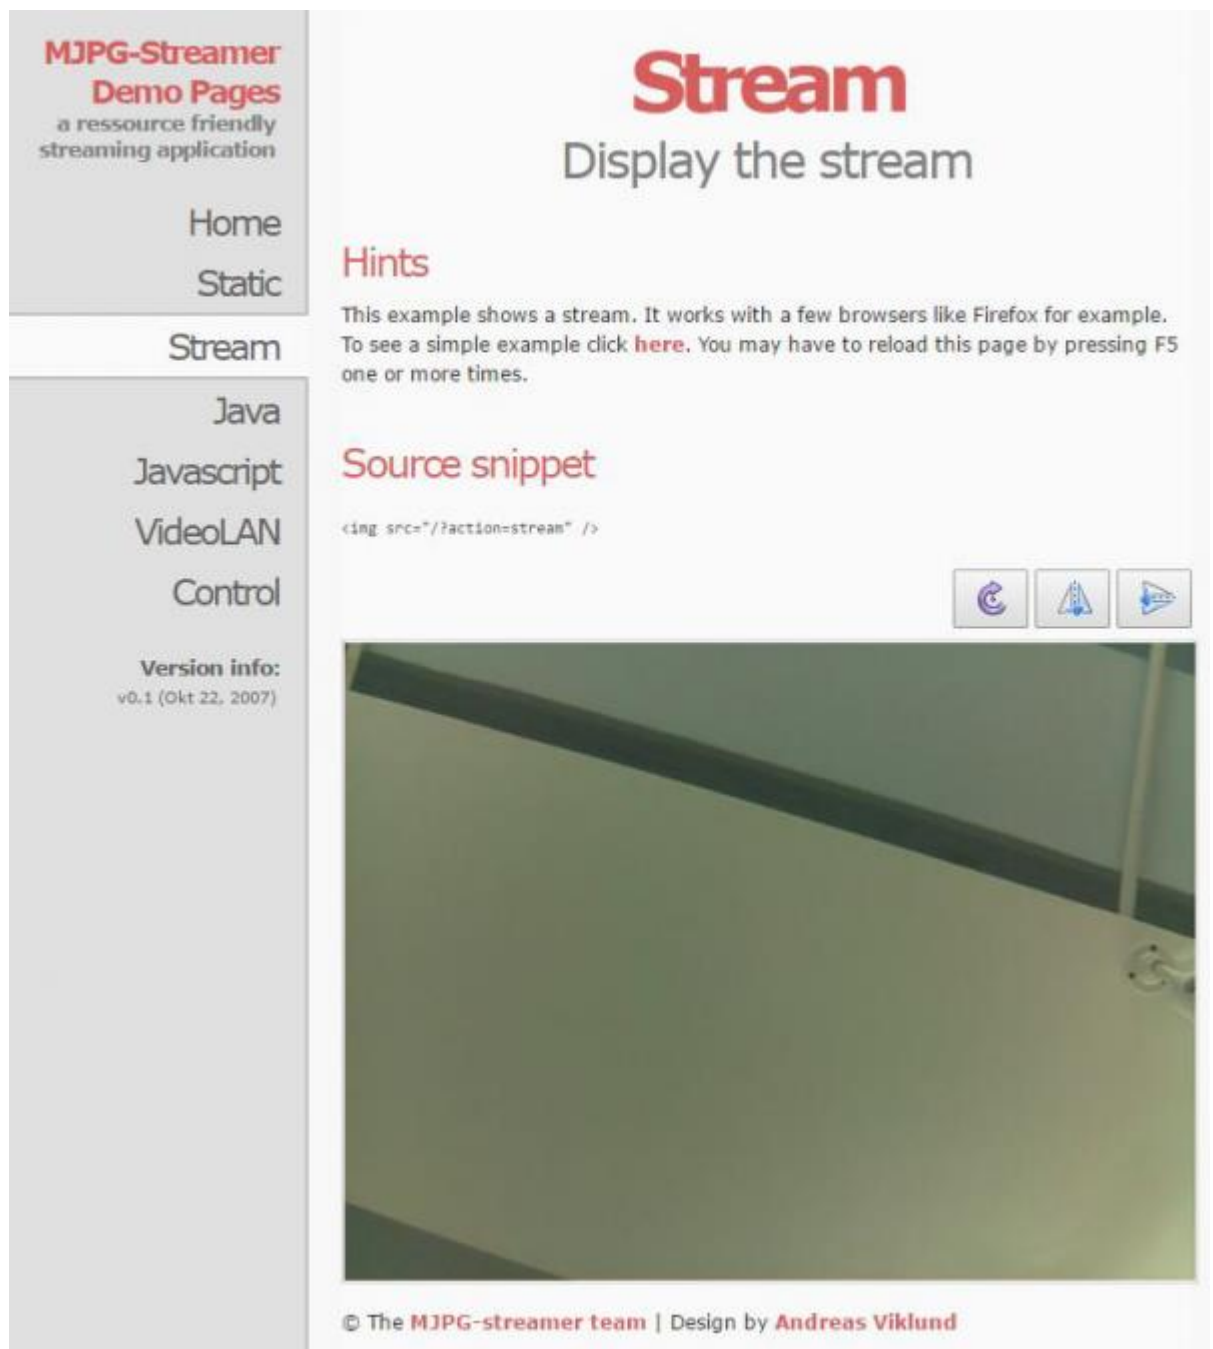 MJPG-Streamer
Demo Pages
a ressource friendly
streaming application
Home
Static
Stream
Java
Javascript
VideoLAN
Control
Version info:
v0.1 (Okt 22, 2007)
Stream
Display the stream
Hints
This example shows a stream. It works with a few browsers like Firefox for example.
To see a simple example click here. You may have to reload this page by pressing F5
one or more times.
Source snippet
<img src="/?action=stream" />
© The MJPG-streamer team | Design by Andreas Viklund